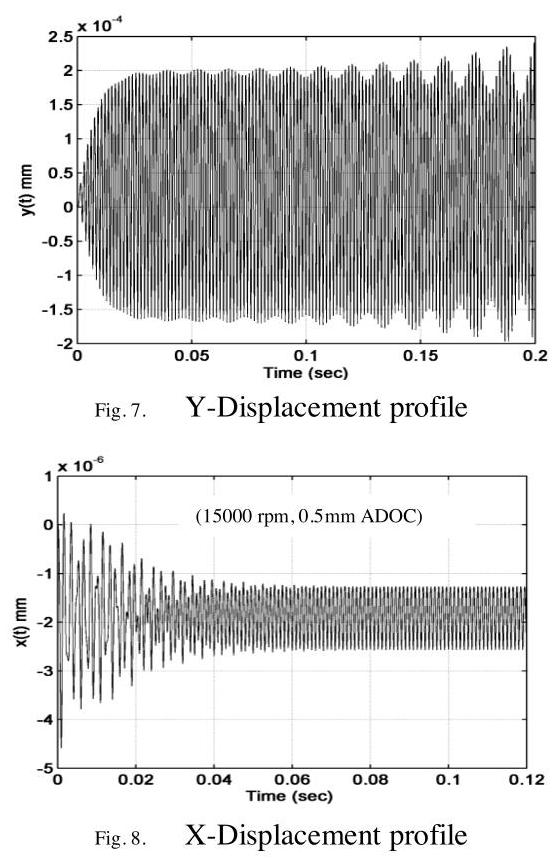 x 10-4
2.5
2
1.5
1
0.5
0
-0.5
-1
-1.5
-2
y(t) mm
0 0.05 0.1 0.15 0.2
Time (sec)
Fig. 7. Y-Displacement profile
x 10-6
1
(15000 rpm, 0.5mm ADOC)
0
-1
-2
-3
-4
-5
x(t) mm
0 0.02 0.04 0.06 0.08 0.1 0.12
Time (sec)
Fig. 8. X-Displacement profile